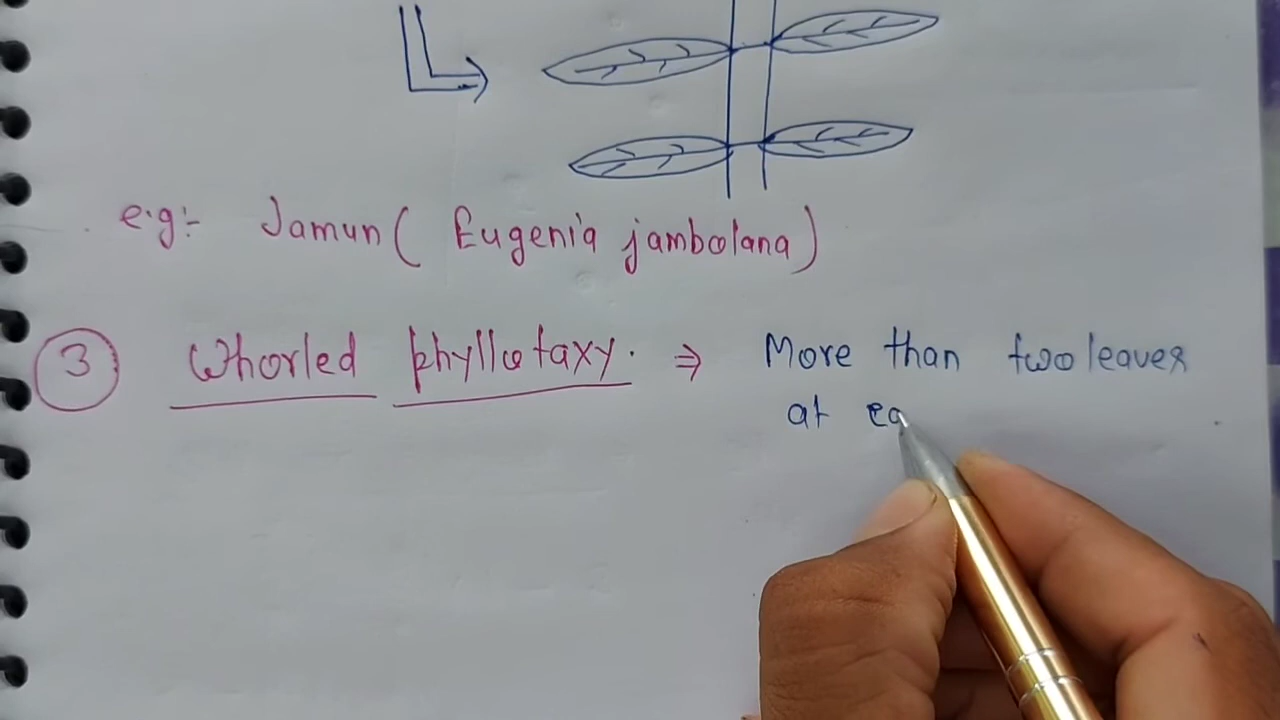 e.g:- Jamun ( Eugenia jambolana)
3 Whorled phyllotaxy. ⇒ More than two leaves
at ea